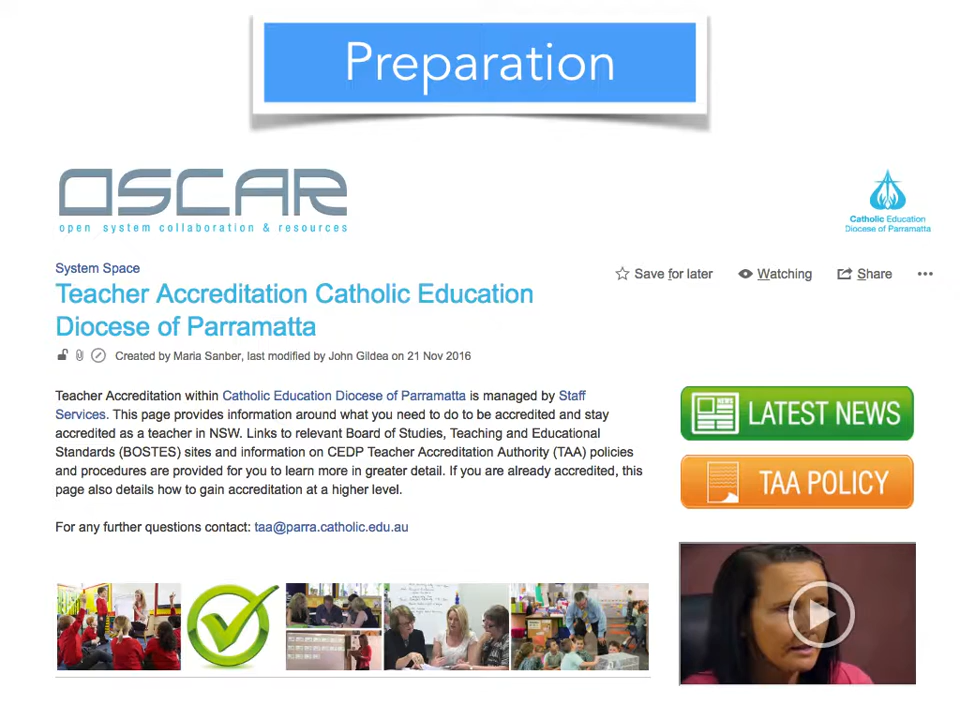 Preparation
OSCAR
open system collaboration & resources
Catholic Education
Diocese of Parramatta
System Space
Save for later
Watching
Share
Teacher Accreditation Catholic Education
Diocese of Parramatta
Created by Maria Sanber, last modified by John Gildea on 21 Nov 2016
Teacher Accreditation within Catholic Education Diocese of Parramatta is managed by Staff
Services. This page provides information around what you need to do to be accredited and stay
accredited as a teacher in NSW. Links to relevant Board of Studies, Teaching and Educational
Standards (BOSTES) sites and information on CEDP Teacher Accreditation Authority (TAA) policies
and procedures are provided for you to learn more in greater detail. If you are already accredited, this
page also details how to gain accreditation at a higher level.
For any further questions contact: taa@parra.catholic.edu.au
NEWS
LATEST NEWS
TAA POLICY